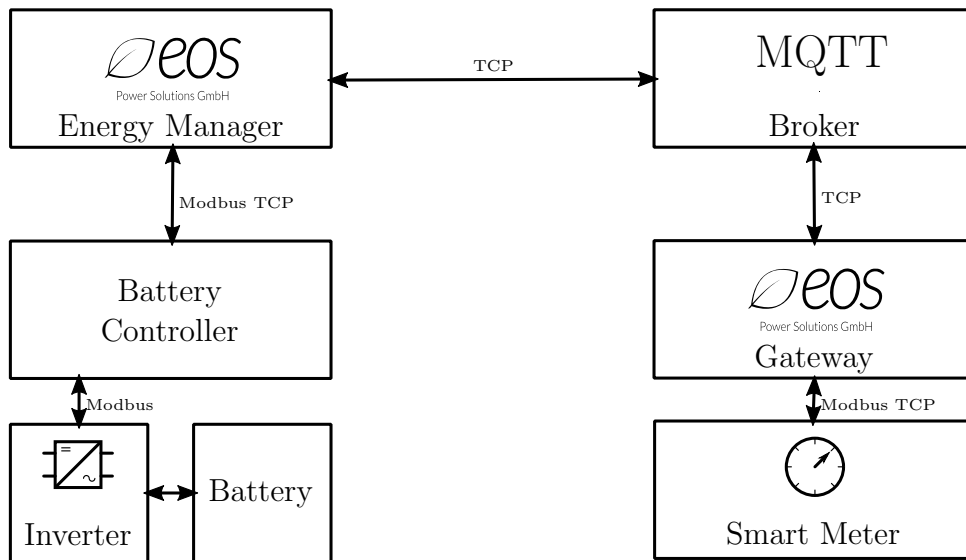 eos
Power Solutions GmbH
Energy Manager
TCP
MQTT
Broker
Modbus TCP
TCP
Battery
Controller
eos
Power Solutions GmbH
Gateway
Modbus
Modbus TCP
Inverter
Battery
Smart Meter